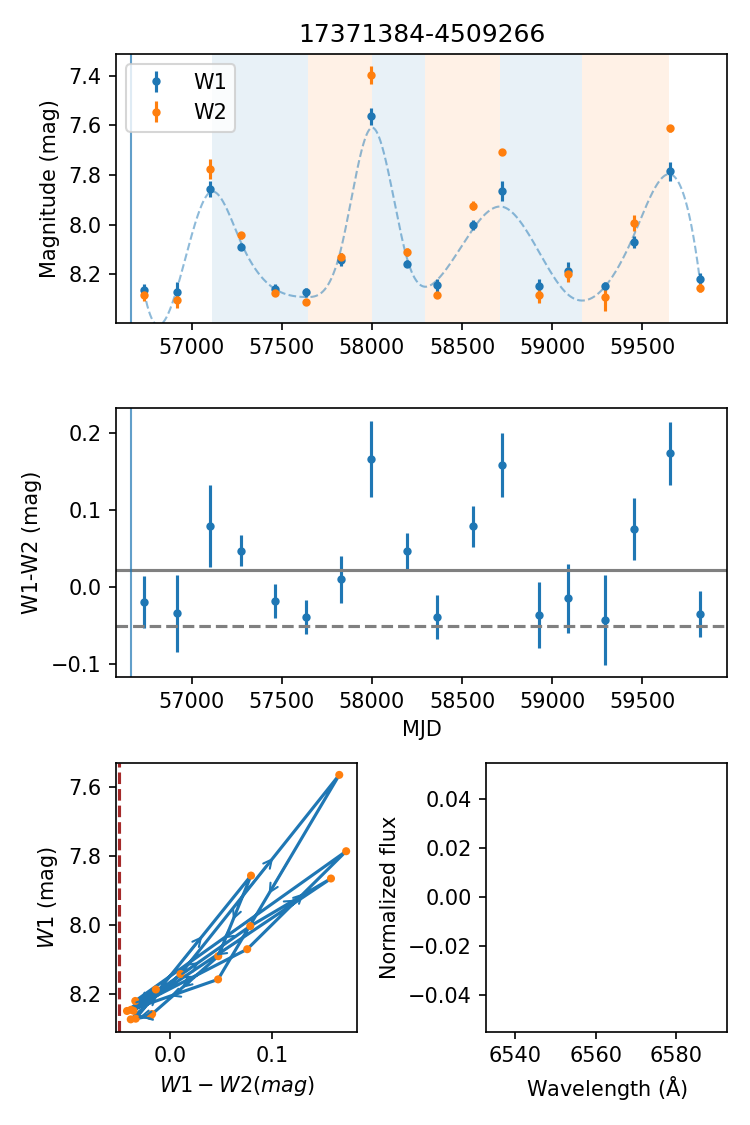 17371384-4509266
W1
W2
Magnitude (mag)
7.4
7.6
7.8
8.0
8.2
57000 57500 58000 58500 59000 59500
W1-W2 (mag)
0.2
0.1
0.0
−0.1
57000 57500 58000 58500 59000 59500
MJD
W1 (mag)
7.6
7.8
8.0
8.2
0.0 0.1
W1 − W2(mag)
Normalized flux
0.04
0.02
0.00
−0.02
−0.04
6540 6560 6580
Wavelength (Å)